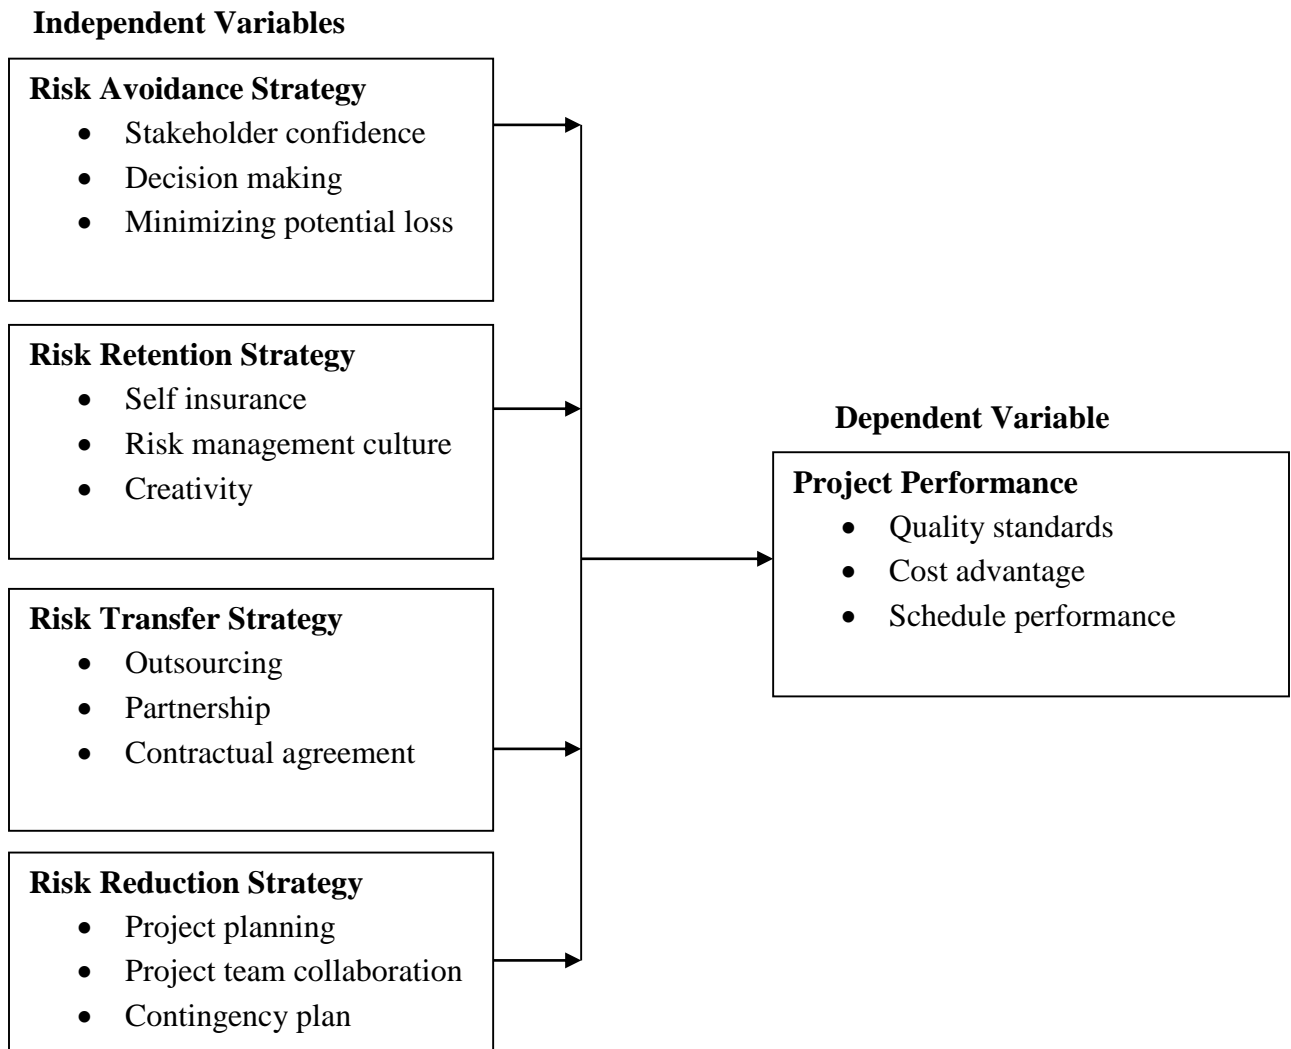 Independent Variables
Risk Avoidance Strategy
• Stakeholder confidence
• Decision making
• Minimizing potential loss
Risk Retention Strategy
• Self insurance
• Risk management culture
• Creativity
Risk Transfer Strategy
• Outsourcing
• Partnership
• Contractual agreement
Risk Reduction Strategy
• Project planning
• Project team collaboration
• Contingency plan
Dependent Variable
Project Performance
• Quality standards
• Cost advantage
• Schedule performance